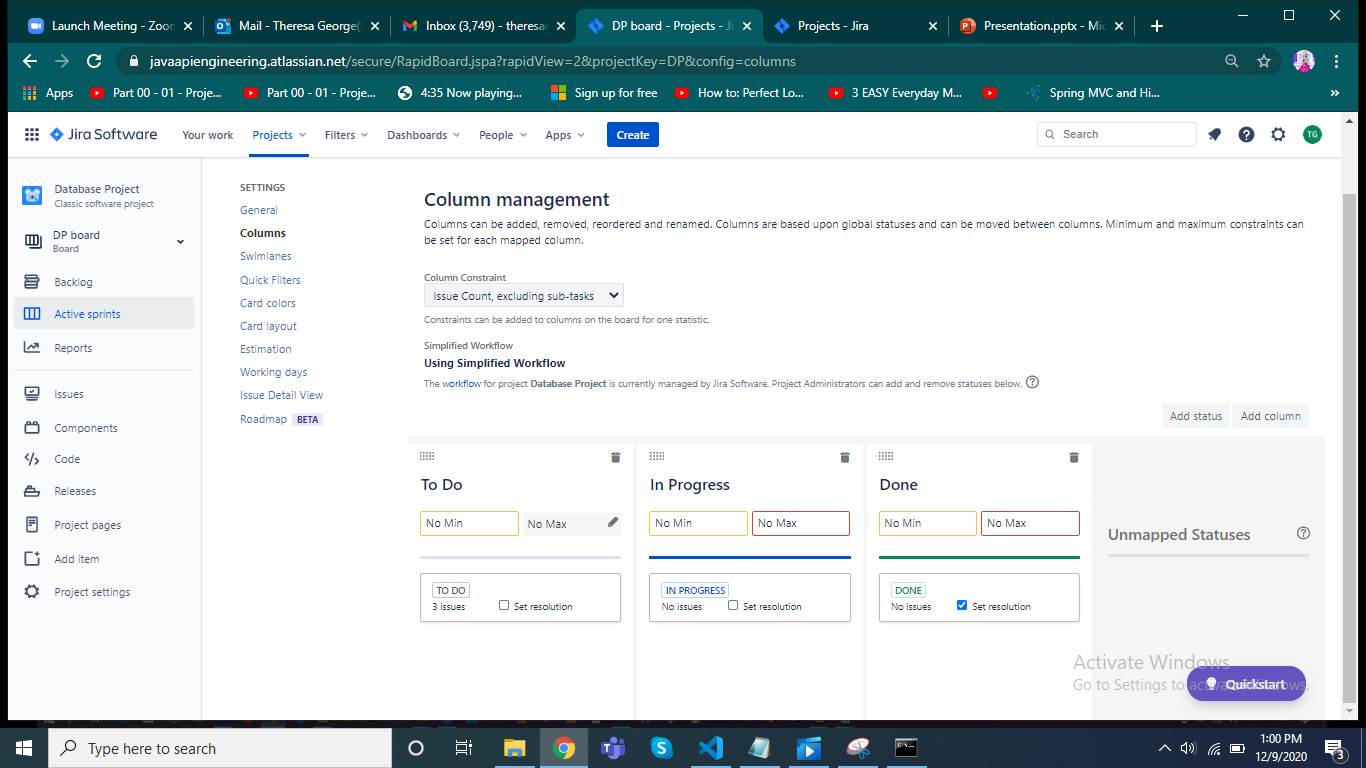 Launch Meeting - Zoom
Mail - Theresa George(
Inbox (3,749) - theresag
DP board - Projects - Ji
Projects - Jira
Presentation.pptx - Mic
javaapiengineering.atlassian.net/secure/RapidBoard.jspa?rapidView=2&projectKey=DP&config=columns
Apps
Part 00 - 01 - Proje...
Part 00 - 01 - Proje...
4:35 Now playing...
Sign up for free
How to: Perfect Lo...
3 EASY Everyday M...
Spring MVC and Hi...
»
Jira Software
Your work
Projects
Filters
Dashboards
People
Apps
Create
Search
TG
Database Project
Classic software project
DP board
Board
Backlog
Active sprints
Reports
Issues
Components
Code
Releases
Project pages
Add item
Project settings
SETTINGS
General
Columns
Swimlanes
Quick Filters
Card colors
Card layout
Estimation
Working days
Issue Detail View
Roadmap BETA
Column management
Columns can be added, removed, reordered and renamed. Columns are based upon global statuses and can be moved between columns. Minimum and maximum constraints can
be set for each mapped column.
Column Constraint
Issue Count, excluding sub-tasks
Constraints can be added to columns on the board for one statistic.
Simplified Workflow
Using Simplified Workflow
The workflow for project Database Project is currently managed by Jira Software. Project Administrators can add and remove statuses below.
Add status
Add column
To Do
No Min
No Max
TO DO
3 issues
Set resolution
In Progress
No Min
No Max
IN PROGRESS
No issues
Set resolution
Done
No Min
No Max
DONE
No issues
Set resolution
Unmapped Statuses
Activate Windows
Go to Settings to activate Windows.
Quickstart
Type here to search
1:00 PM
12/9/2020
3